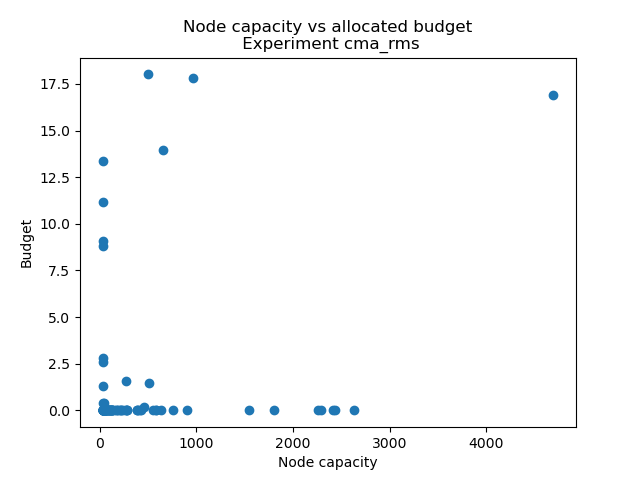 Node capacity vs allocated budget
Experiment cma_rms
17.5
15.0
12.5
10.0
7.5
5.0
2.5
0.0
Budget
0 1000 2000 3000 4000
Node capacity